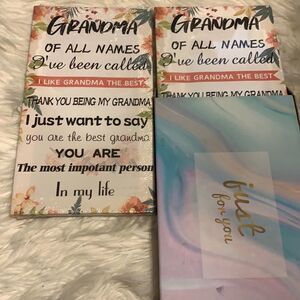 GRANDMA
OF ALL NAMES
I've been called
I LIKE GRANDMA THE BEST
THANK YOU BEING MY GRANDMA
I just want to say
you are the best grandma
YOU ARE
The most impotant person
In my life
GRANDMA
OF ALL NAMES
I've been called
I LIKE GRANDMA THE BEST
THANK YOU BEING MY GRANDMA
just
for you